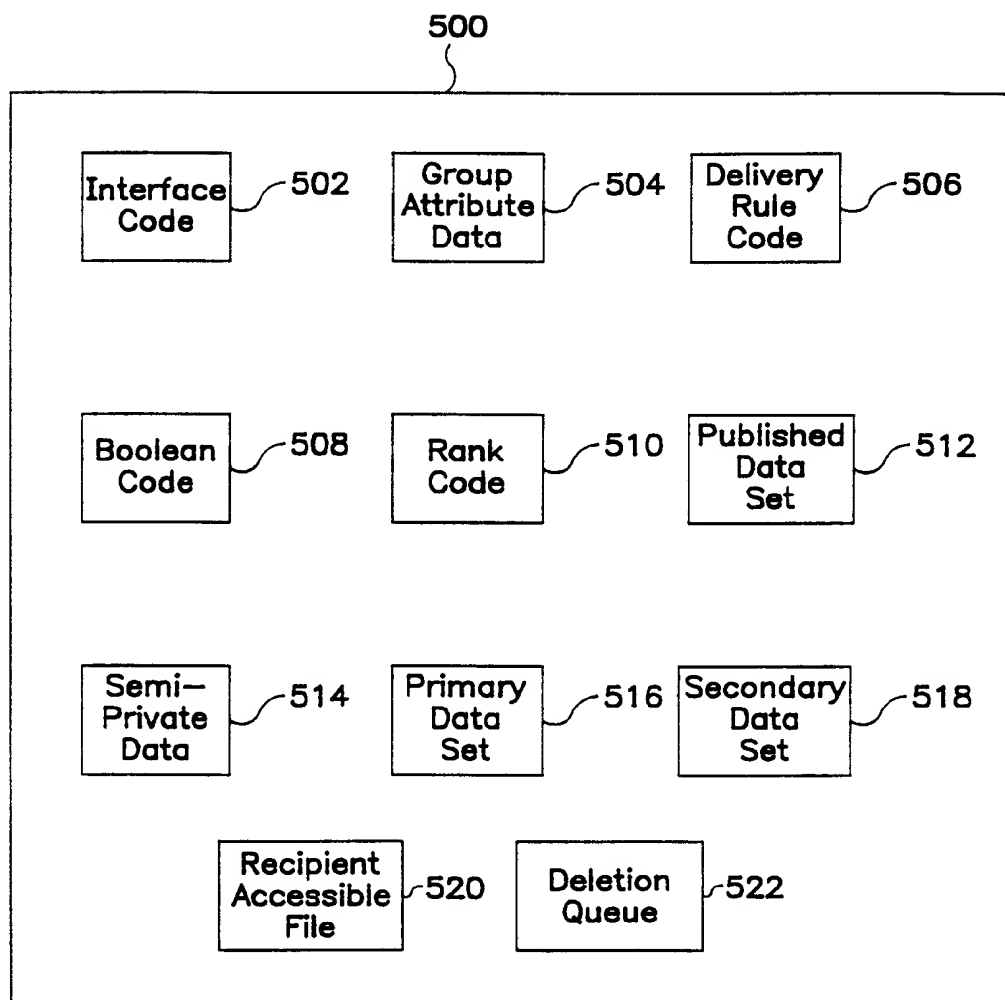 500
Interface
Code
502
Group
Attribute
Data
504
Delivery
Rule
Code
506
Boolean
Code
508
Rank
Code
510
Published
Data
Set
512
Semi-
Private
Data
514
Primary
Data
Set
516
Secondary
Data
Set
518
Recipient
Accessible
File
520
Deletion
Queue
522